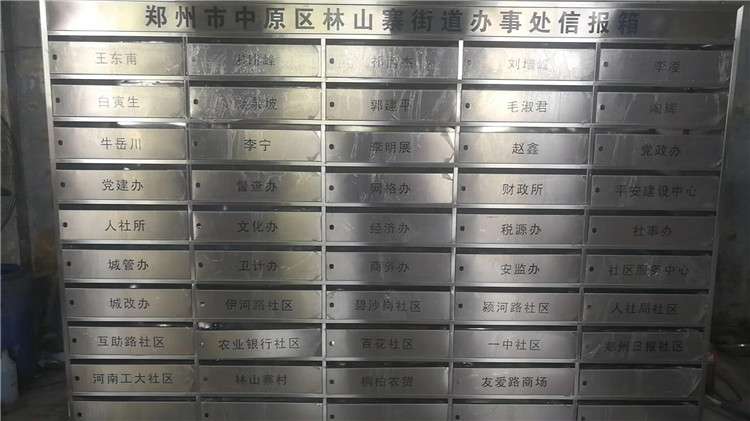 郑州市中原区林山寨街道办事处信报箱
王东甫 刘增峰 李凌
白寅生 郭建平 毛淑君
牛岳川 李宁 李明展 赵鑫 党政办
党建办 督查办 网格办 财政所 平安建设中心
人社所 文化办 经济办 税源办 社事办
城管办 卫计办 商务办 安监办 社区服务中心
城改办 伊河路社区 碧沙岗社区 颍河路社区 人社局社区
互助路社区 农业银行社区 百花社区 一中社区 郑州日报社区
河南工大社区 林山寨村 桐柏农贸 友爱路商场